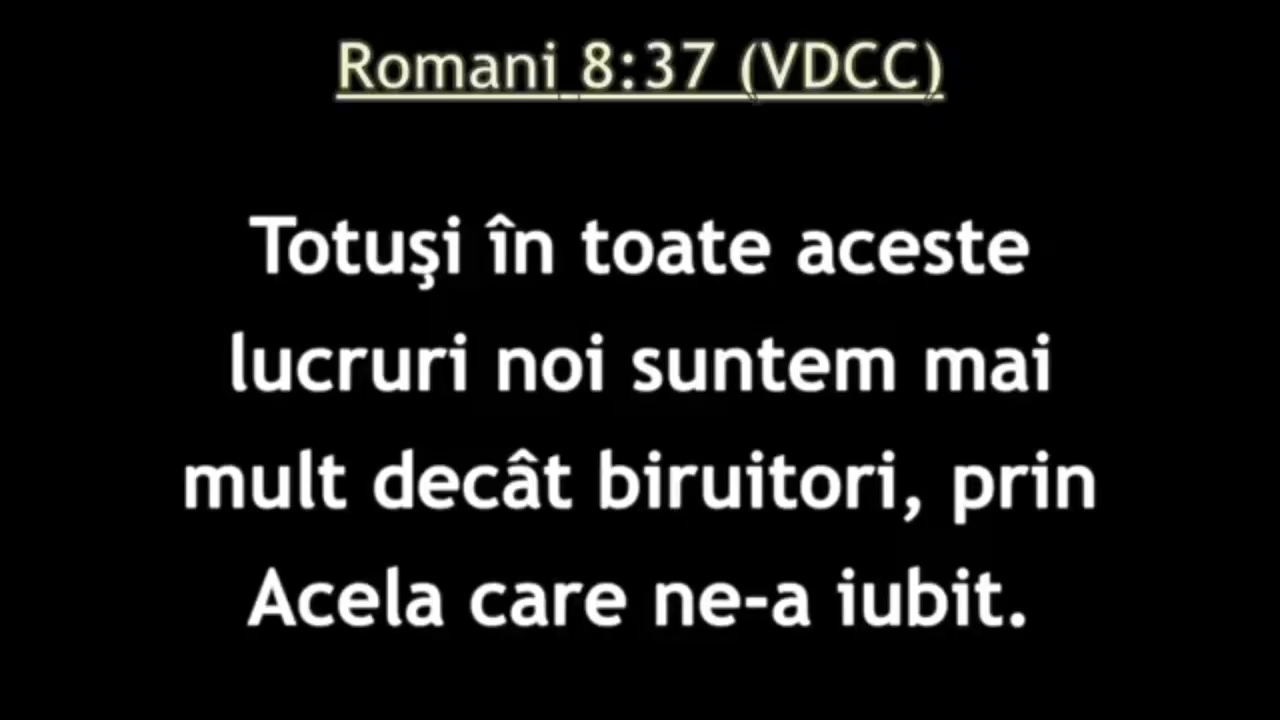 Romani 8:37 (VDCC)
Totuşi în toate aceste
lucruri noi suntem mai
mult decât biruitori, prin
Acela care ne-a iubit.